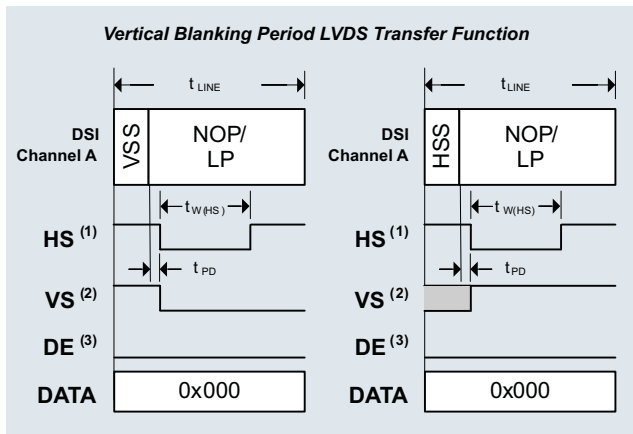 Vertical Blanking Period LVDS Transfer Function
t LINE
t LINE
DSI
Channel A
VSS
NOP/
LP
DSI
Channel A
HSS
NOP/
LP
t W(HS )
t W(HS)
HS (1)
HS (1)
t PD
t PD
VS (2)
VS (2)
DE (3)
DE (3)
DATA
0x000
DATA
0x000